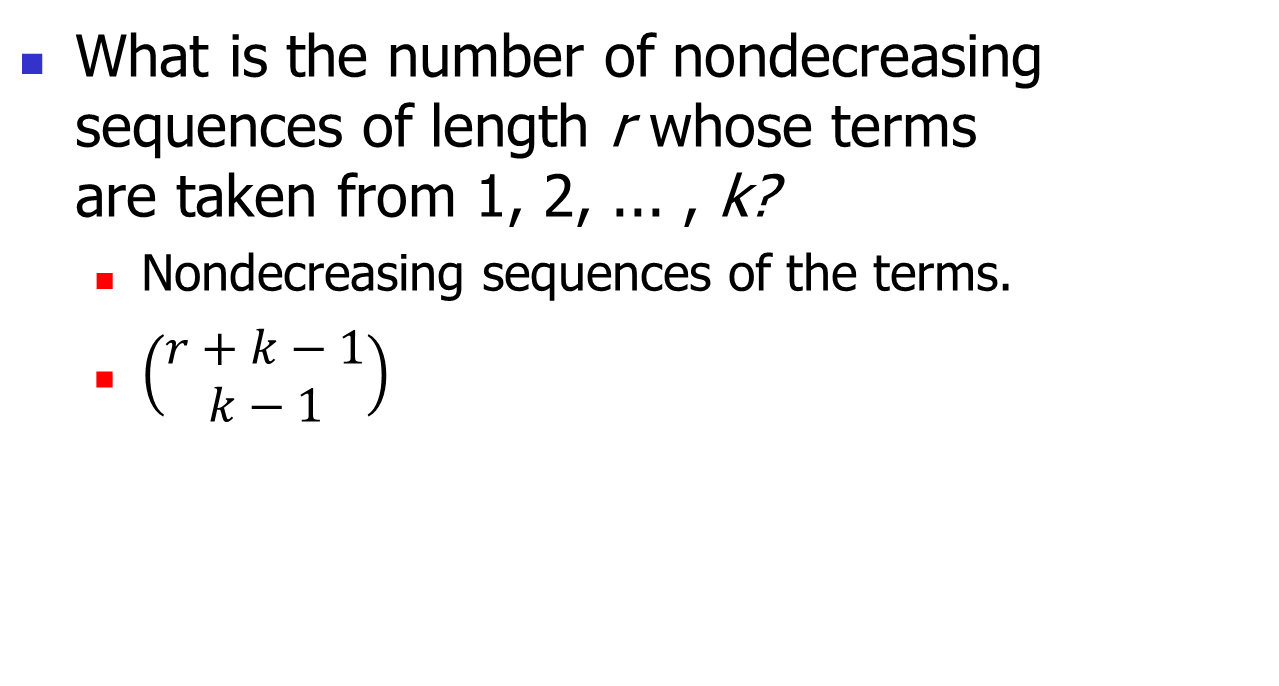 What is the number of nondecreasing
sequences of length r whose terms
are taken from 1, 2, ... , k?
Nondecreasing sequences of the terms.
(r + k − 1
k − 1)